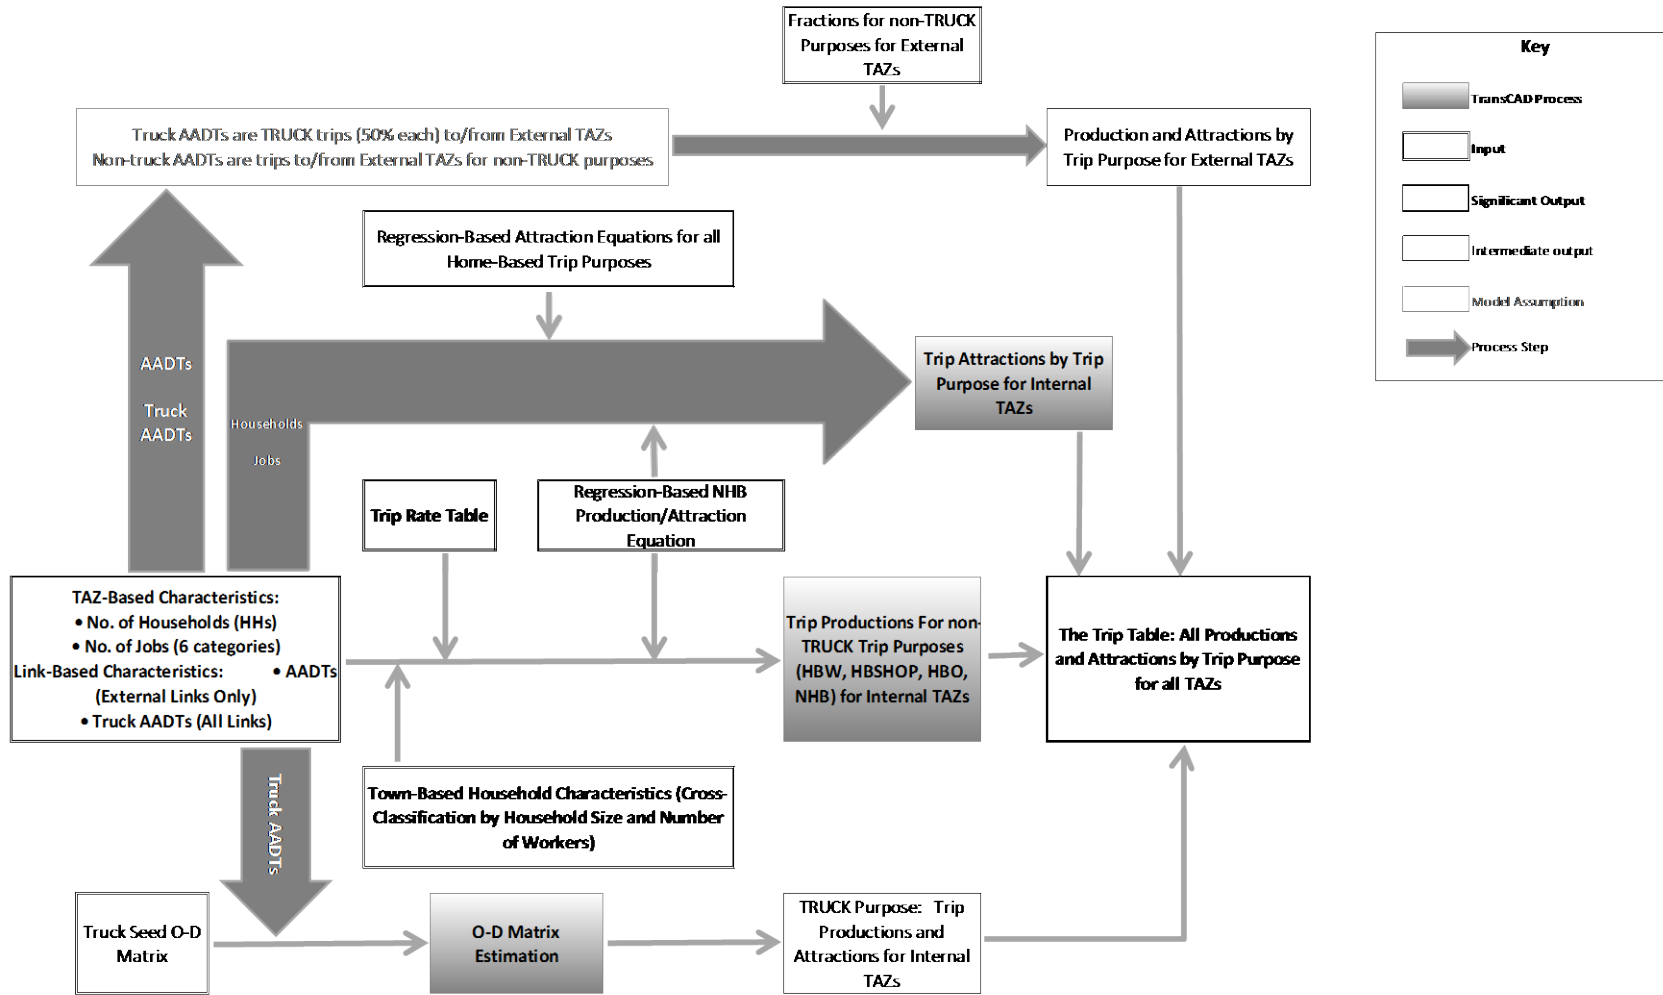 Fractions for non-TRUCK
Purposes for External
TAZs
Key
TransCAD Process
Input
Significant Output
Intermediate output
Model Assumption
Process Step
Truck AADTs are TRUCK trips (50% each) to/from External TAZs
Non-truck AADTs are trips to/from External TAZs for non-TRUCK purposes
Production and Attractions by
Trip Purpose for External TAZs
Regression-Based Attraction Equations for all
Home-Based Trip Purposes
AADTs
Truck
AADTs
Households
Jobs
Trip Attractions by Trip
Purpose for Internal
TAZs
Trip Rate Table
Regression-Based NHB
Production/Attraction
Equation
TAZ-Based Characteristics:
• No. of Households (HHs)
• No. of Jobs (6 categories)
Link-Based Characteristics: • AADTs
(External Links Only)
• Truck AADTs (All Links)
Trip Productions For non-
TRUCK Trip Purposes
(HBW, HBSHOP, HBO,
NHB) for Internal TAZs
The Trip Table: All Productions
and Attractions by Trip Purpose
for all TAZs
Truck AADTs
Town-Based Household Characteristics (Cross-
Classification by Household Size and Number
of Workers)
Truck Seed O-D
Matrix
O-D Matrix
Estimation
TRUCK Purpose: Trip
Productions and
Attractions for Internal
TAZs